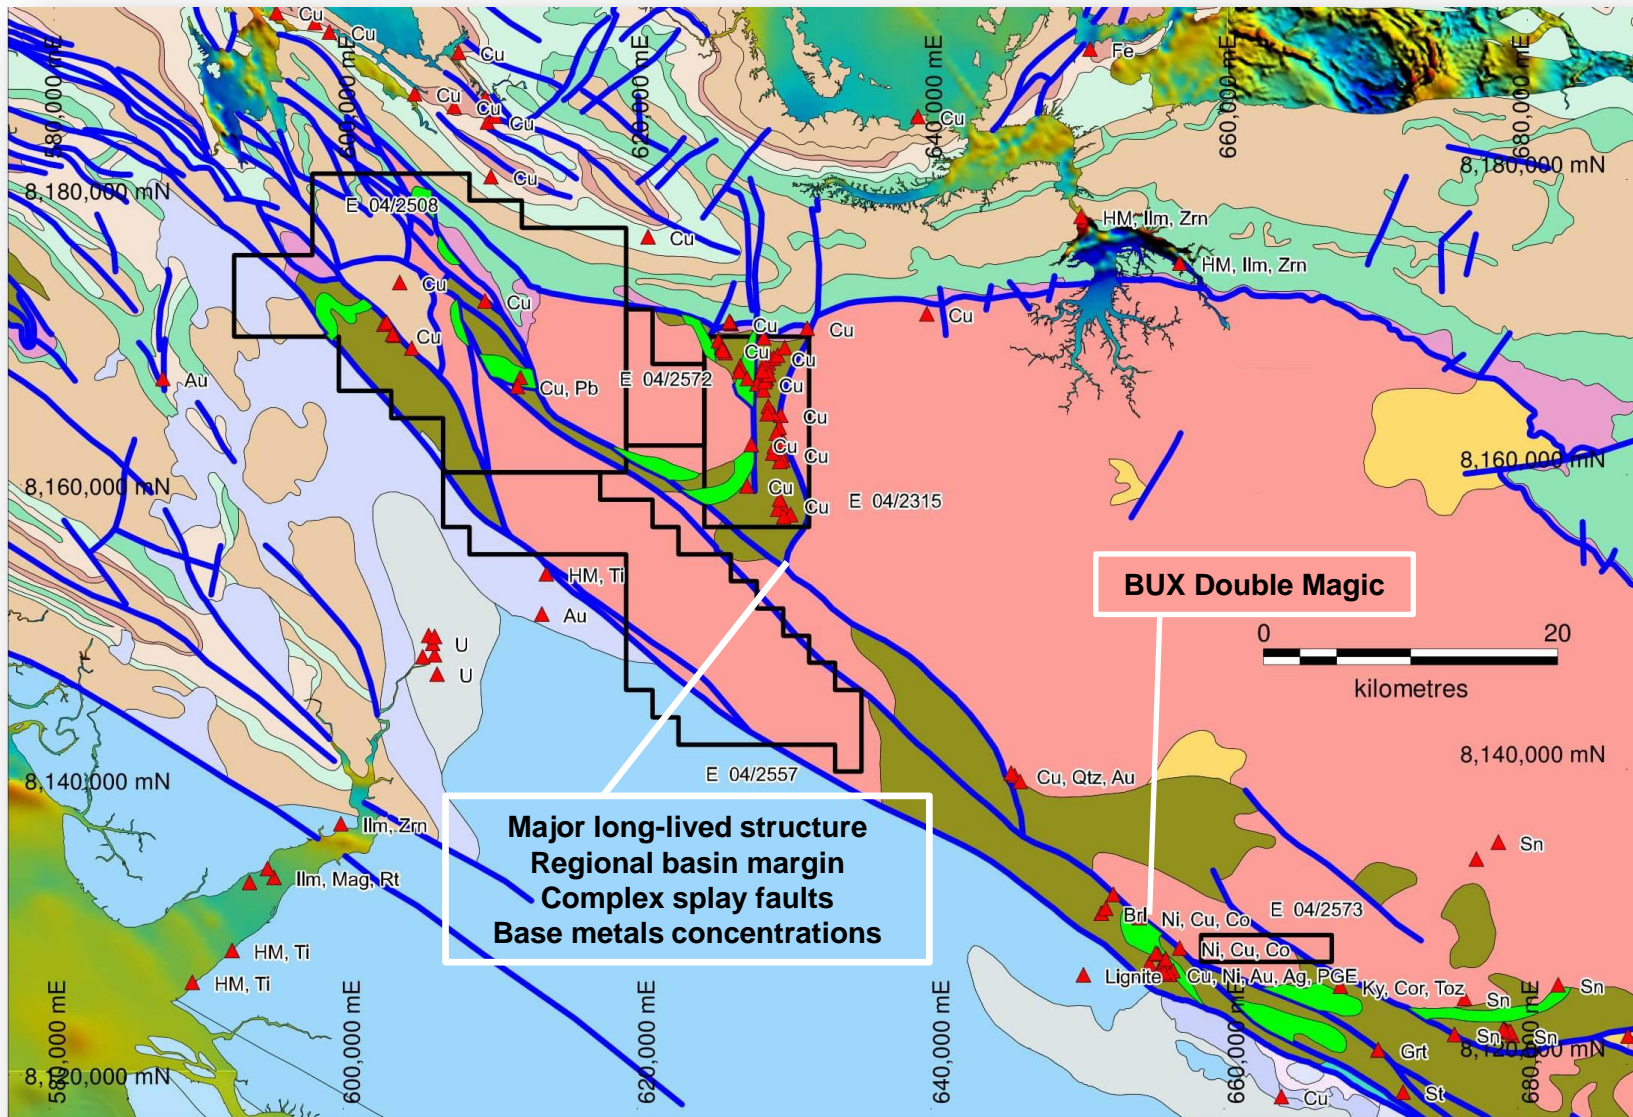 Cu
Cu
Cu
Fe
580,000 mE
600,000 mE
620,000 mE
640,000 mE
660,000 mE
680,000 mE
Cu
Cu
Cu
Cu
8,180,000 mN
8,180,000 mN
Cu
E 04/2508
HM, Ilm, Zrn
Cu
HM, Ilm, Zrn
Cu
Cu
Cu
Cu
Cu
Cu
Cu
Cu
Cu
Au
Cu, Pb
E 04/2572
Cu
Cu
Cu
Cu
8,160,000 mN
8,160,000 mN
Cu
Cu
E 04/2315
HM, Ti
BUX Double Magic
Au
0 20
U
kilometres
U
8,140,000 mN
8,140,000 mN
E 04/2557
Cu, Qtz, Au
Major long-lived structure
Regional basin margin
Complex splay faults
Base metals concentrations
Ilm, Zrn
Sn
Ilm, Mag, Rt
Brl
Ni, Cu, Co
E 04/2573
HM, Ti
Ni, Cu, Co
HM, Ti
Lignite
Cu, Ni, Au, Ag, PGE
Ky, Cor, Toz
Sn
Sn
Sn
Sn
Grt
8,120,000 mN
8,120,000 mN
580,000 mE
600,000 mE
620,000 mE
640,000 mE
660,000 mE
680,000 mE
Cu
St